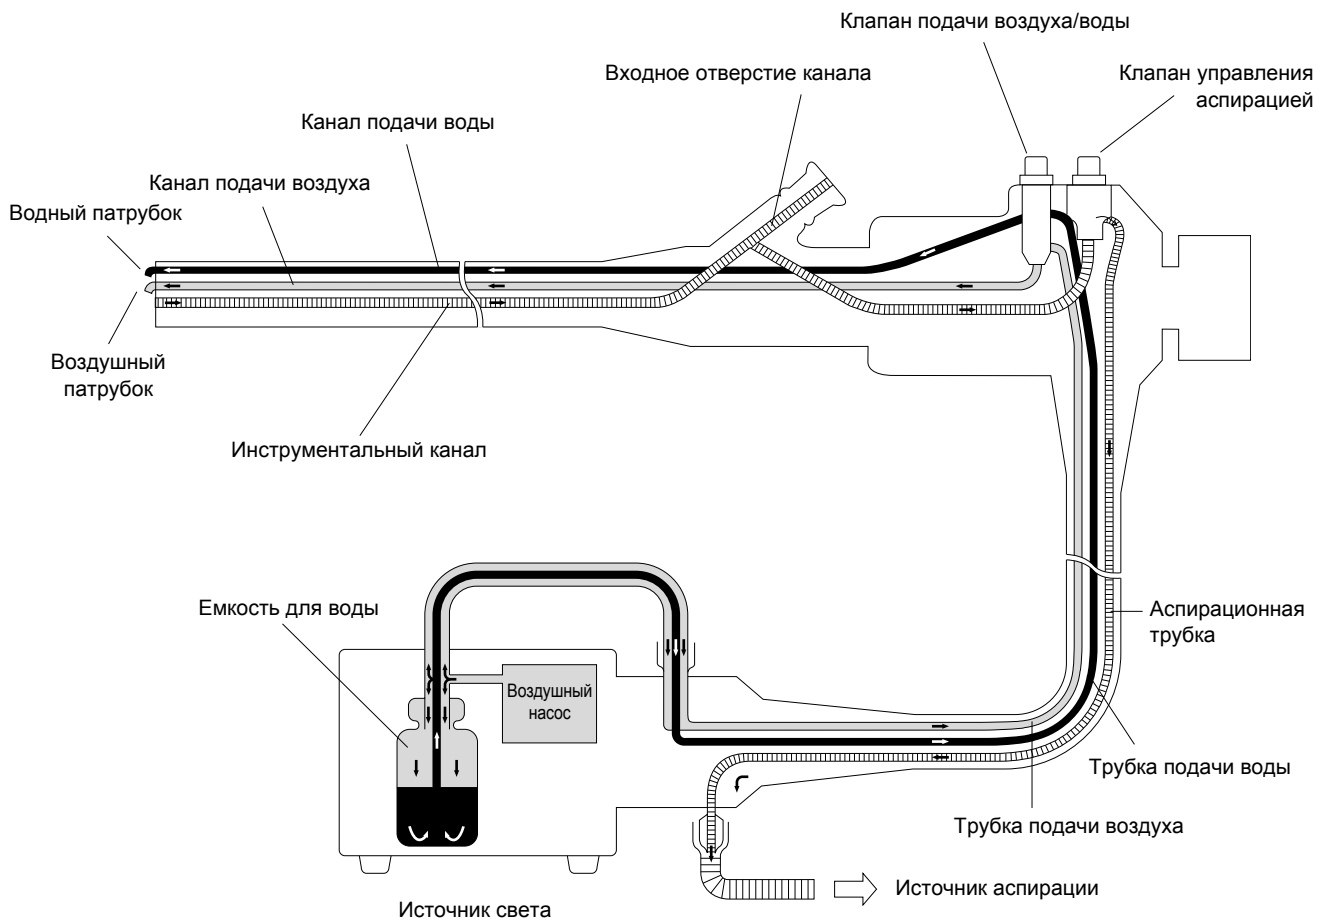 Клапан подачи воздуха/воды
Входное отверстие канала
Клапан управления
аспирацией
Канал подачи воды
Канал подачи воздуха
Водный патрубок
Воздушный
патрубок
Инструментальный канал
Емкость для воды
Аспирационная
трубка
Воздушный
насос
Трубка подачи воды
Трубка подачи воздуха
Источник аспирации
Источник света